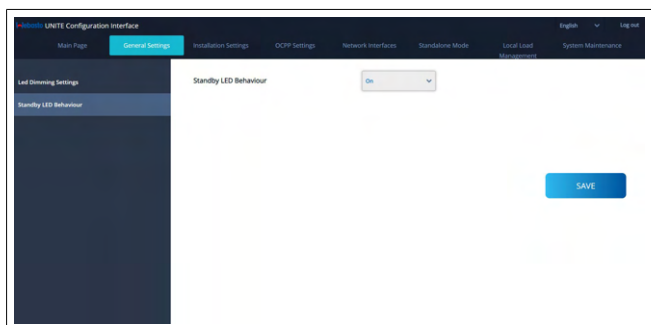 UNITE Configuration Interface
English
Log out
Main Page
General Settings
Installation Settings
OCPP Settings
Network Interfaces
Standalone Mode
Local Load
Management
System Maintenance
Led Dimming Settings
Standby LED Behaviour
Standby LED Behaviour
On
SAVE